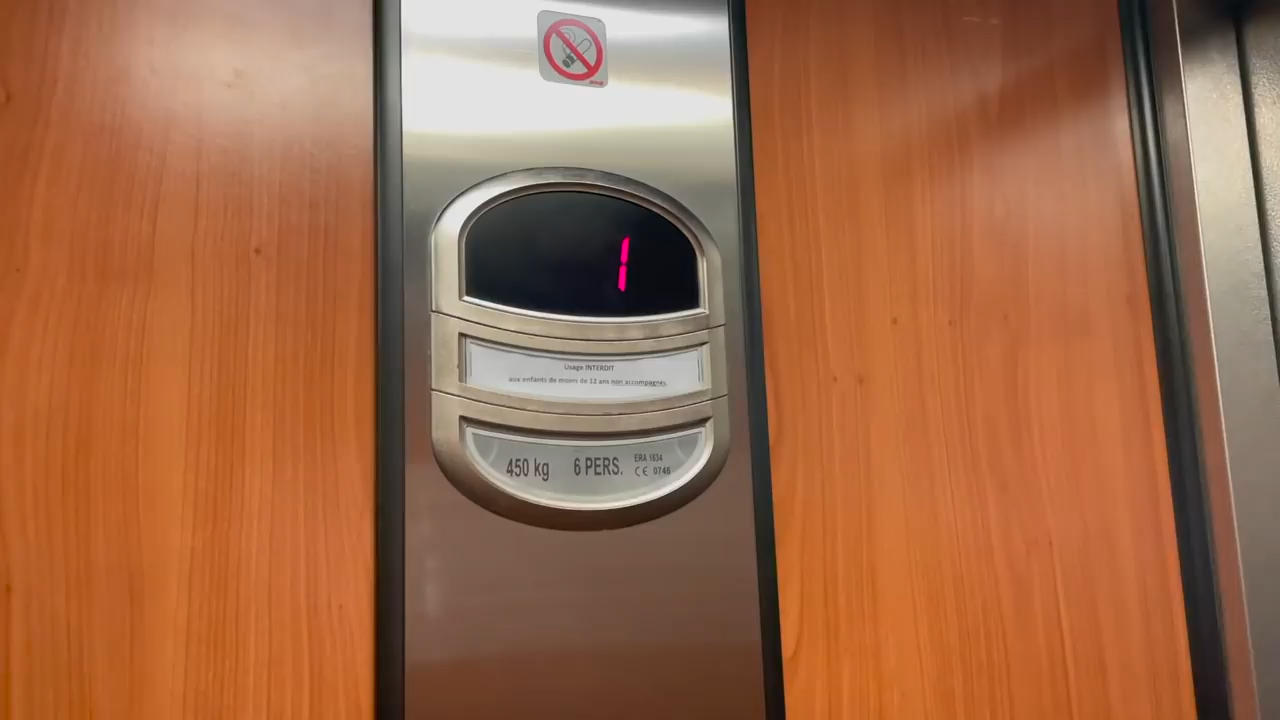 1
Usage INTERDIT
aux enfants de moins de 12 ans non accompagnés.
450 kg 6 PERS. ERA 1634
CE 0746